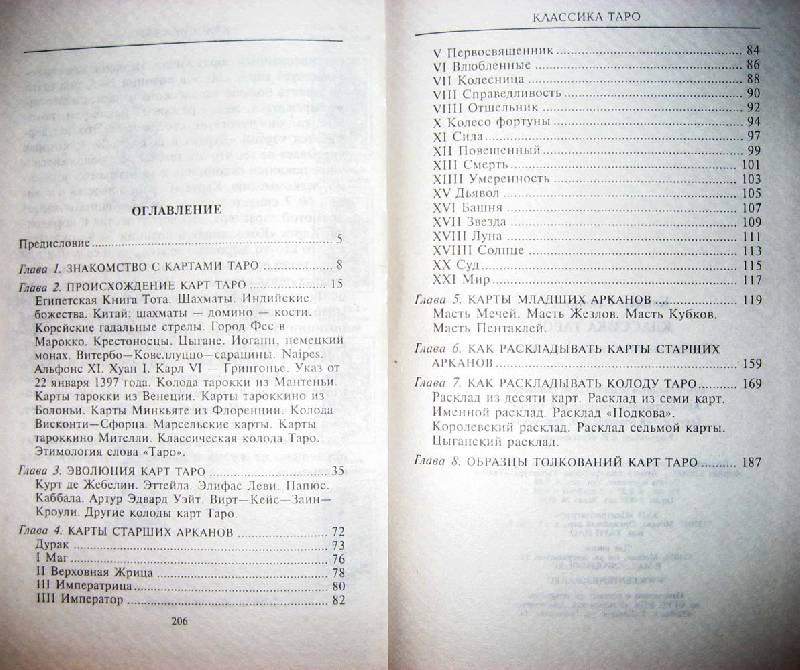 ОГЛАВЛЕНИЕ
Предисловие 5
Глава 1. ЗНАКОМСТВО С КАРТАМИ ТАРО 8
Глава 2. ПРОИСХОЖДЕНИЕ КАРТ ТАРО 15
Египетская Книга Тота. Шахматы. Индийские
божества. Китай: шахматы — домино — кости.
Корейские гадальные стрелы. Город Фес в
Марокко. Крестоносцы. Цыгане. Иоганн, немецкий
монах. Витербо—Ковеллуццо—сарацины. Naipes.
Альфонс XI. Хуан I. Карл VI — Грингонье. Указ от
22 января 1397 года. Колода тарокки из Мантеньи.
Карты тарокки из Венеции. Карты тароккино из
Болоньи. Карты Минкьяте из Флоренции. Колода
Висконти—Сфорца. Марсельские карты. Карты
тароккино Мителли. Классическая колода Таро.
Этимология слова «Таро».
Глава 3. ЭВОЛЮЦИЯ КАРТ ТАРО 35
Курт де Жебелин. Эттейла. Элифас Леви. Папюс.
Каббала. Артур Эдвард Уэйт. Вирт—Кейс—Заин—
Кроули. Другие колоды карт Таро.
Глава 4. КАРТЫ СТАРШИХ АРКАНОВ 72
Дурак 73
I Маг 76
II Верховная Жрица 78
III Императрица 80
IIII Император 82
206
КЛАССИКА ТАРО
V Первосвященник 84
VI Влюбленные 86
VII Колесница 88
VIII Справедливость 90
VIIII Отшельник 92
X Колесо фортуны 94
XI Сила 97
XII Повешенный 99
XIII Смерть 101
XIIII Умеренность 103
XV Дьявол 105
XVI Башня 107
XVII Звезда 109
XVIII Луна 111
XVIIII Солнце 113
XX Суд 115
XXI Мир 117
Глава 5. КАРТЫ МЛАДШИХ АРКАНОВ 119
Масть Мечей. Масть Жезлов. Масть Кубков.
Масть Пентаклей.
Глава 6. КАК РАСКЛАДЫВАТЬ КАРТЫ СТАРШИХ
АРКАНОВ 159
Глава 7. КАК РАСКЛАДЫВАТЬ КОЛОДУ ТАРО 169
Расклад из десяти карт. Расклад из семи карт.
Именной расклад. Расклад «Подкова».
Королевский расклад. Расклад седьмой карты.
Цыганский расклад.
Глава 8. ОБРАЗЦЫ ТОЛКОВАНИЙ КАРТ ТАРО 187